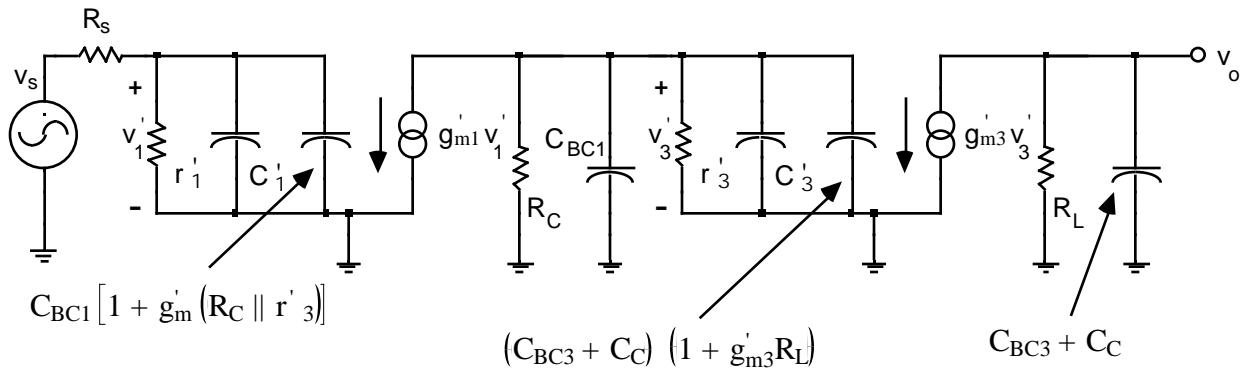 R_s
v_s
+
v'_1
-
r'_1
C'_1
g'_m1 v'_1
R_C
C_BC1
+
v'_3
-
r'_3
C'_3
g'_m3 v'_3
R_L
v_o
C_BC1 [1 + g'_m (R_C || r'_3)]
(C_BC3 + C_C) (1 + g'_m3 R_L)
C_BC3 + C_C